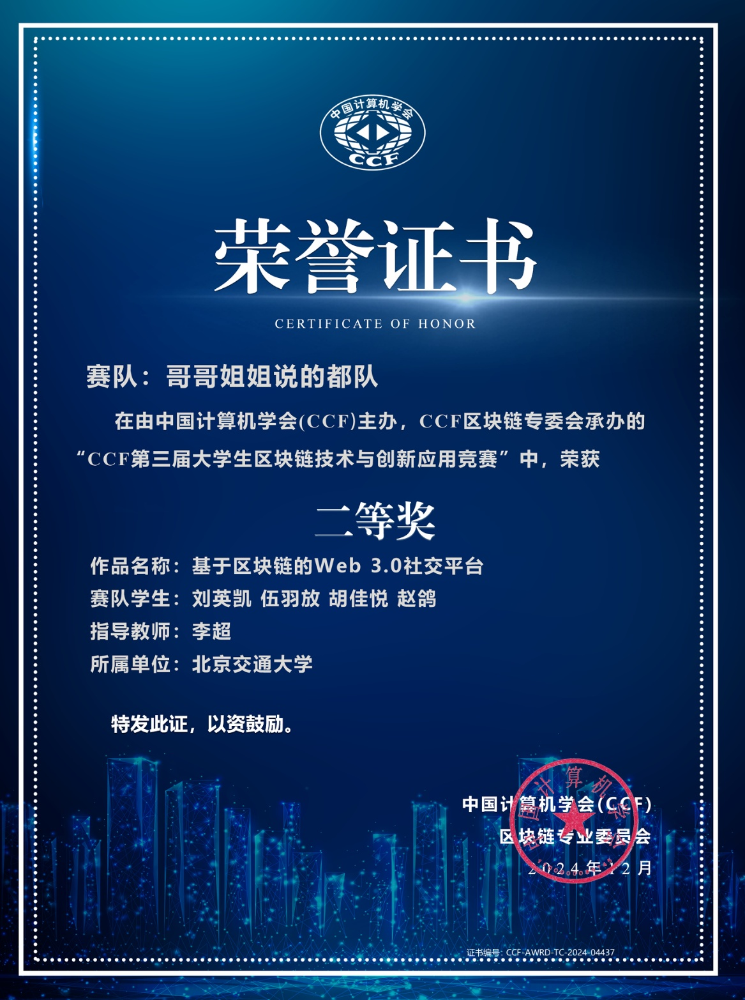 中国计算机学会
CCF
荣誉证书
CERTIFICATE OF HONOR
赛队：哥哥姐姐说的都队
在由中国计算机学会(CCF)主办，CCF区块链专委会承办的
“CCF第三届大学生区块链技术与创新应用竞赛”中，荣获
二等奖
作品名称：基于区块链的Web 3.0社交平台
赛队学生：刘英凯 伍羽放 胡佳悦 赵鸽
指导教师：李超
所属单位：北京交通大学
特发此证，以资鼓励。
中国计算机学会
中国计算机学会(CCF)
区块链专业委员会
2024年12月
证书编号：CCF-AWRD-TC-2024-04437